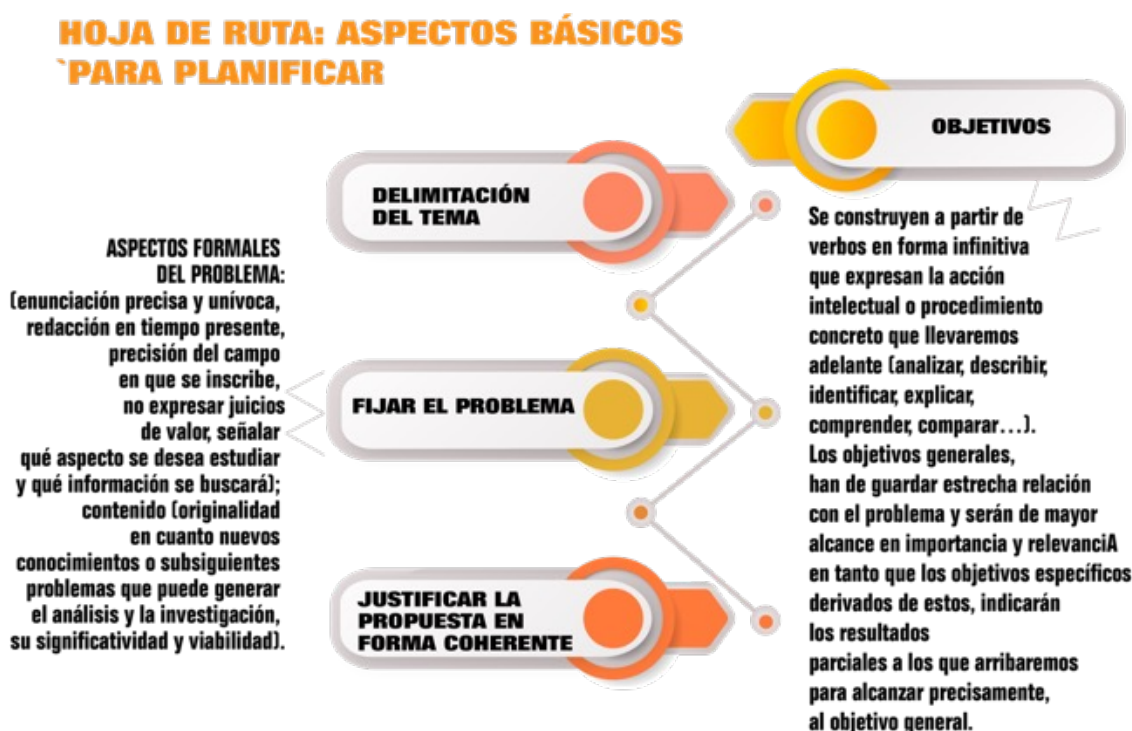 HOJA DE RUTA: ASPECTOS BÁSICOS
`PARA PLANIFICAR
DELIMITACIÓN
DEL TEMA
ASPECTOS FORMALES
DEL PROBLEMA:
(enunciación precisa y unívoca,
redacción en tiempo presente,
precisión del campo
en que se inscribe,
no expresar juicios
de valor, señalar
qué aspecto se desea estudiar
y qué información se buscará);
contenido (originalidad
en cuanto nuevos
conocimientos o subsiguientes
problemas que puede generar
el análisis y la investigación,
su significatividad y viabilidad).
FIJAR EL PROBLEMA
JUSTIFICAR LA
PROPUESTA EN
FORMA COHERENTE
OBJETIVOS
Se construyen a partir de
verbos en forma infinitiva
que expresan la acción
intelectual o procedimiento
concreto que llevaremos
adelante (analizar, describir,
identificar, explicar,
comprender, comparar...).
Los objetivos generales,
han de guardar estrecha relación
con el problema y serán de mayor
alcance en importancia y relevanciA
en tanto que los objetivos específicos
derivados de estos, indicarán
los resultados
parciales a los que arribaremos
para alcanzar precisamente,
al objetivo general.